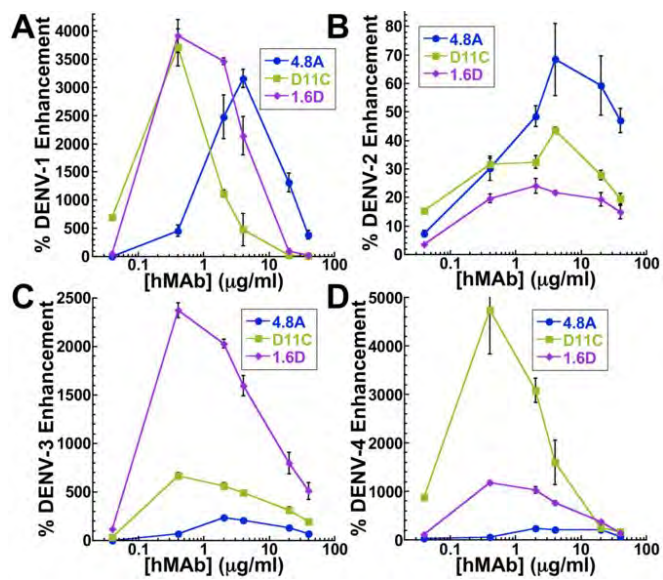 A
% DENV-1 Enhancement
4000
3500
3000
2500
2000
1500
1000
500
0
4.8A
D11C
1.6D
0.1 1 10 100
[hMAb] (μg/ml)
B
% DENV-2 Enhancement
80
70
60
50
40
30
20
10
0
4.8A
D11C
1.6D
0.1 1 10 100
[hMAb] (μg/ml)
C
% DENV-3 Enhancement
2500
2000
1500
1000
500
0
4.8A
D11C
1.6D
0.1 1 10 100
[hMAb] (μg/ml)
D
% DENV-4 Enhancement
5000
4000
3000
2000
1000
0
4.8A
D11C
1.6D
0.1 1 10 100
[hMAb] (μg/ml)